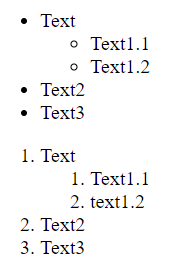 • Text
◦ Text1.1
◦ Text1.2
• Text2
• Text3
1. Text
1. Text1.1
2. text1.2
2. Text2
3. Text3